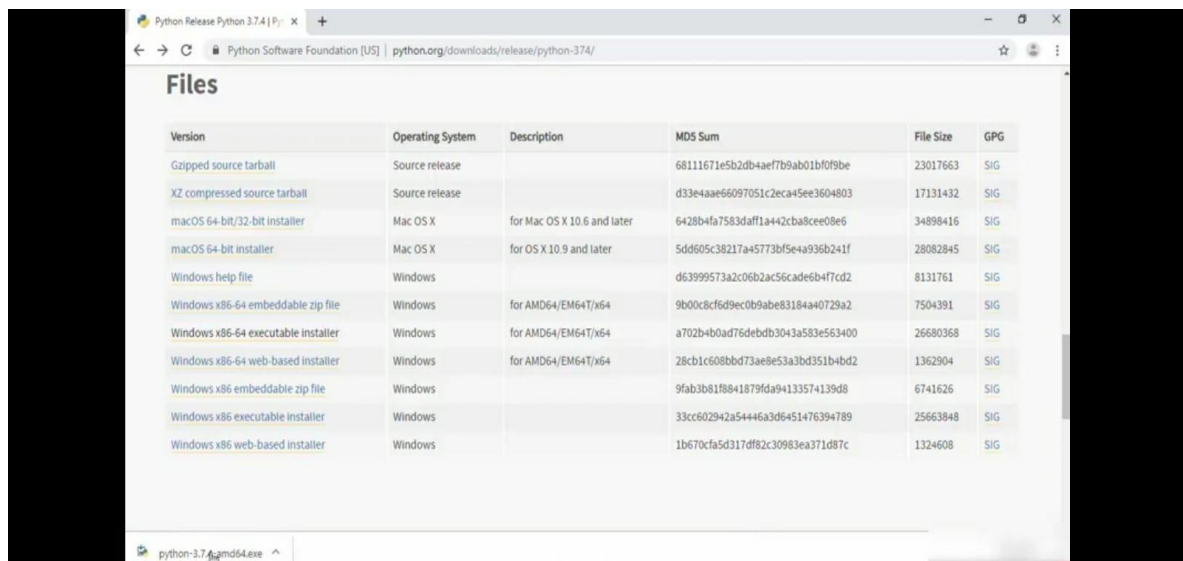 Python Release Python 3.7.4 | Py
Python Software Foundation [US] | python.org/downloads/release/python-374/
Files
Version Operating System Description MD5 Sum File Size GPG
Gzipped source tarball Source release 68111671e5b2db4aef7b9ab01bf0f9be 23017663 SIG
XZ compressed source tarball Source release d33e4aae66097051c2eca45ee3604803 17131432 SIG
macOS 64-bit/32-bit installer Mac OS X for Mac OS X 10.6 and later 6428b4fa7583daff1a442cba8cee08e6 34898416 SIG
macOS 64-bit installer Mac OS X for OS X 10.9 and later 5dd605c38217a45773bf5e4a936b241f 28082845 SIG
Windows help file Windows d63999573a2c06b2ac56cade6b4f7cd2 8131761 SIG
Windows x86-64 embeddable zip file Windows for AMD64/EM64T/x64 9b00c8cf6d9ec0b9abe83184a40729a2 7504391 SIG
Windows x86-64 executable installer Windows for AMD64/EM64T/x64 a702b4b0ad76debdb3043a583e563400 26680368 SIG
Windows x86-64 web-based installer Windows for AMD64/EM64T/x64 28cb1c608bbd73ae8e53a3bd351b4bd2 1362904 SIG
Windows x86 embeddable zip file Windows 9fab3b81f8841879fda94133574139d8 6741626 SIG
Windows x86 executable installer Windows 33cc602942a54446a3d6451476394789 25663848 SIG
Windows x86 web-based installer Windows 1b670cfa5d317df82c30983ea371d87c 1324608 SIG
python-3.7.4-amd64.exe